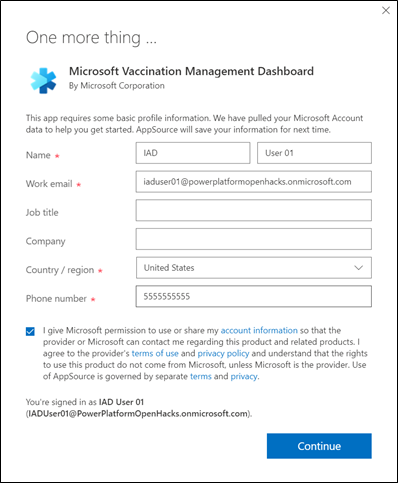 One more thing ...
Microsoft Vaccination Management Dashboard
By Microsoft Corporation
This app requires some basic profile information. We have pulled your Microsoft Account
data to help you get started. AppSource will save your information for next time.
Name * IAD User 01
Work email * iaduser01@powerplatformopenhacks.onmicrosoft.com
Job title
Company
Country / region * United States
Phone number * 5555555555
I give Microsoft permission to use or share my account information so that the
provider or Microsoft can contact me regarding this product and related products. I
agree to the provider's terms of use and privacy policy and understand that the rights
to use this product do not come from Microsoft, unless Microsoft is the provider. Use
of AppSource is governed by separate terms and privacy.
You're signed in as IAD User 01
(IADUser01@PowerPlatformOpenHacks.onmicrosoft.com).
Continue